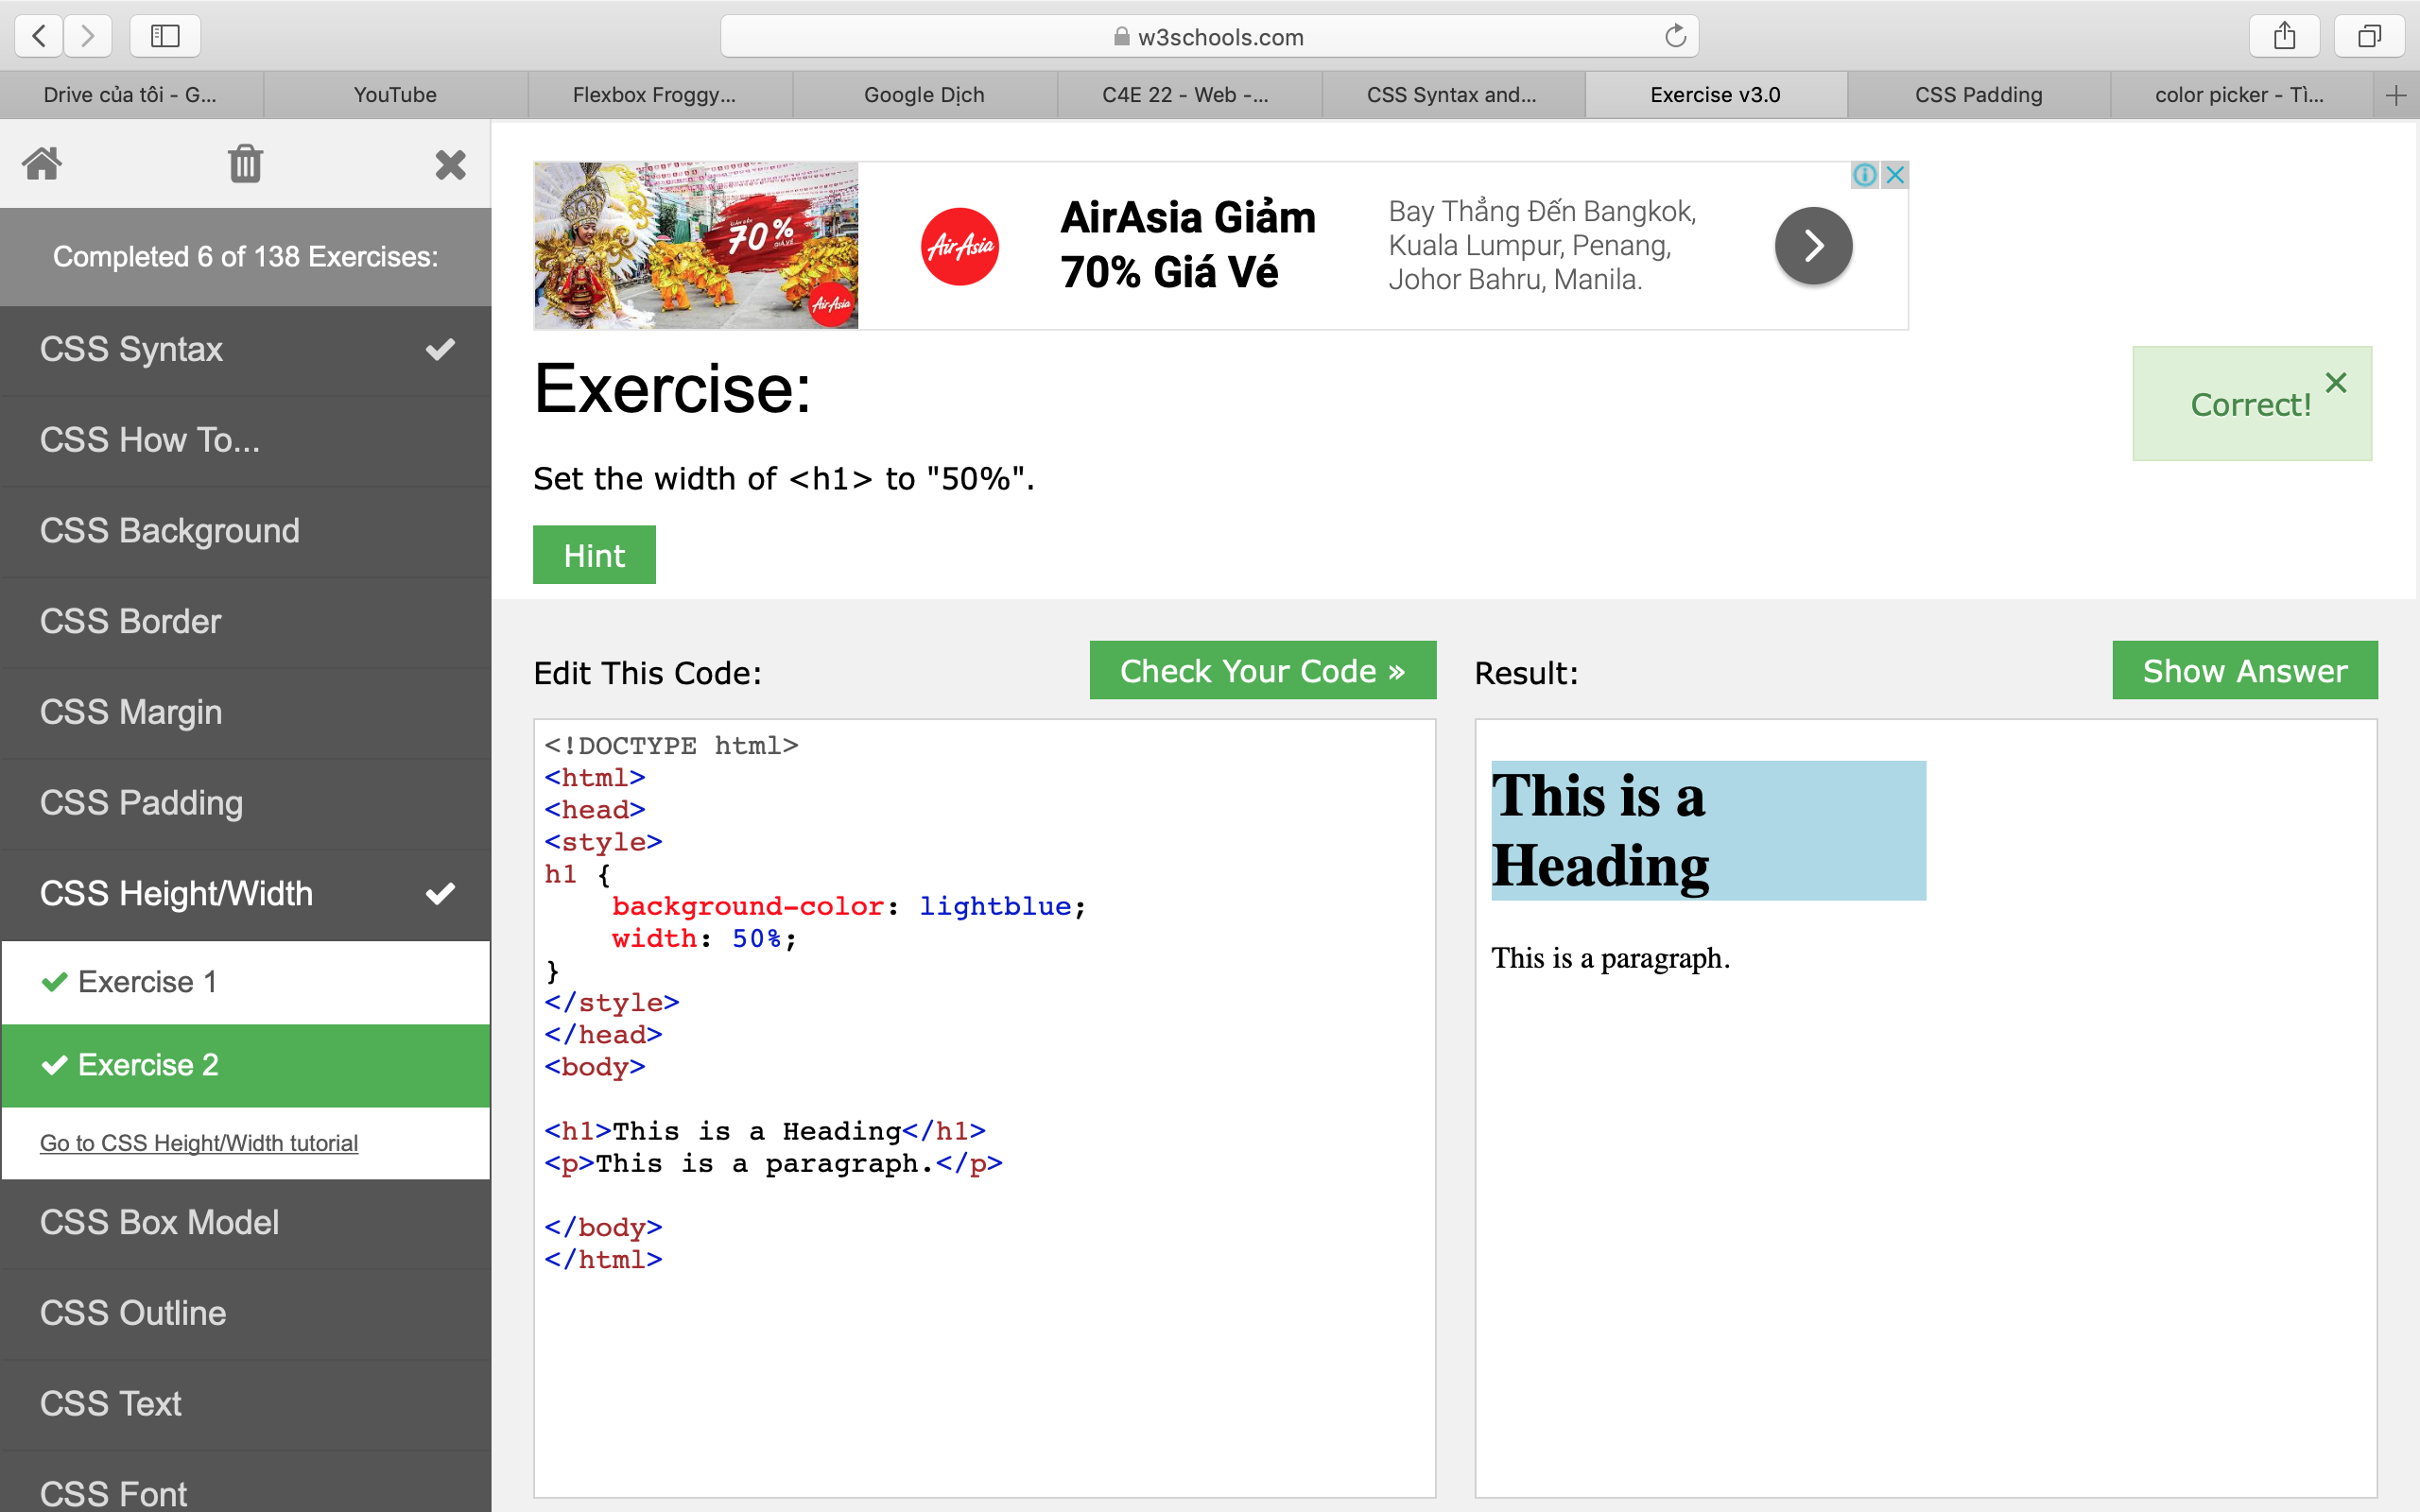 w3schools.com
Drive của tôi - G...
YouTube
Flexbox Froggy...
Google Dịch
C4E 22 - Web -...
CSS Syntax and...
Exercise v3.0
CSS Padding
color picker - Tì...
Completed 6 of 138 Exercises:
CSS Syntax
CSS How To...
CSS Background
CSS Border
CSS Margin
CSS Padding
CSS Height/Width
Exercise 1
Exercise 2
Go to CSS Height/Width tutorial
CSS Box Model
CSS Outline
CSS Text
CSS Font
70%
AirAsia
AirAsia
AirAsia Giảm
70% Giá Vé
Bay Thẳng Đến Bangkok,
Kuala Lumpur, Penang,
Johor Bahru, Manila.
Exercise:
Correct!
Set the width of <h1> to "50%".
Hint
Edit This Code:
Check Your Code »
<!DOCTYPE html>
<html>
<head>
<style>
h1 {
    background-color: lightblue;
    width: 50%;
}
</style>
</head>
<body>
<h1>This is a Heading</h1>
<p>This is a paragraph.</p>
</body>
</html>
Result:
Show Answer
This is a
Heading
This is a paragraph.